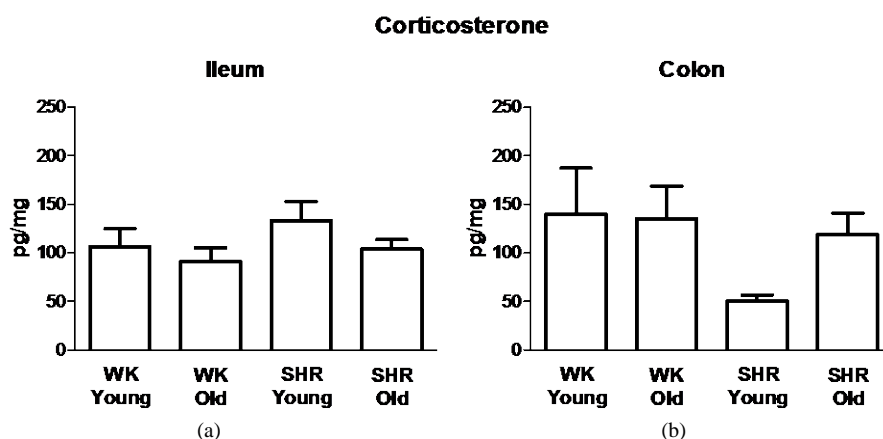 Corticosterone
Ileum
250
200
150
100
50
0
pg/mg
WK
Young
WK
Old
SHR
Young
SHR
Old
(a)
Colon
250
200
150
100
50
0
pg/mg
WK
Young
WK
Old
SHR
Young
SHR
Old
(b)